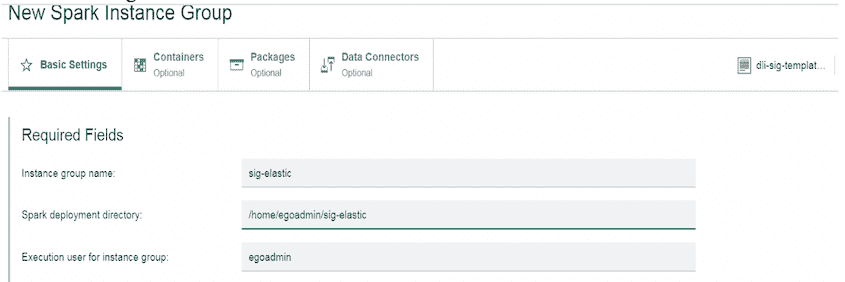 New Spark Instance Group
Basic Settings
Containers
Optional
Packages
Optional
Data Connectors
Optional
dli-sig-templat...
Required Fields
Instance group name: sig-elastic
Spark deployment directory: /home/egoadmin/sig-elastic
Execution user for instance group: egoadmin